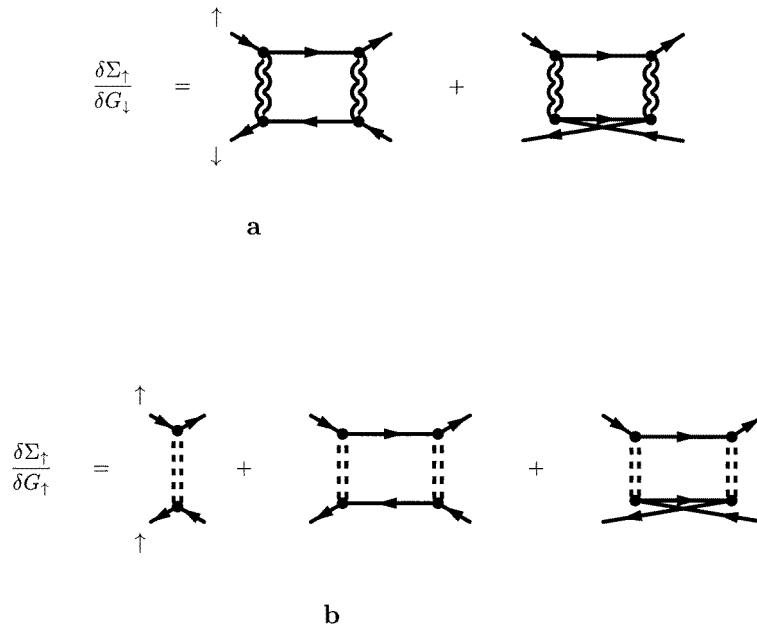 ↑
δΣ↑ / δG↓ = +
↓
a
↑
δΣ↑ / δG↑ = + +
↑
b